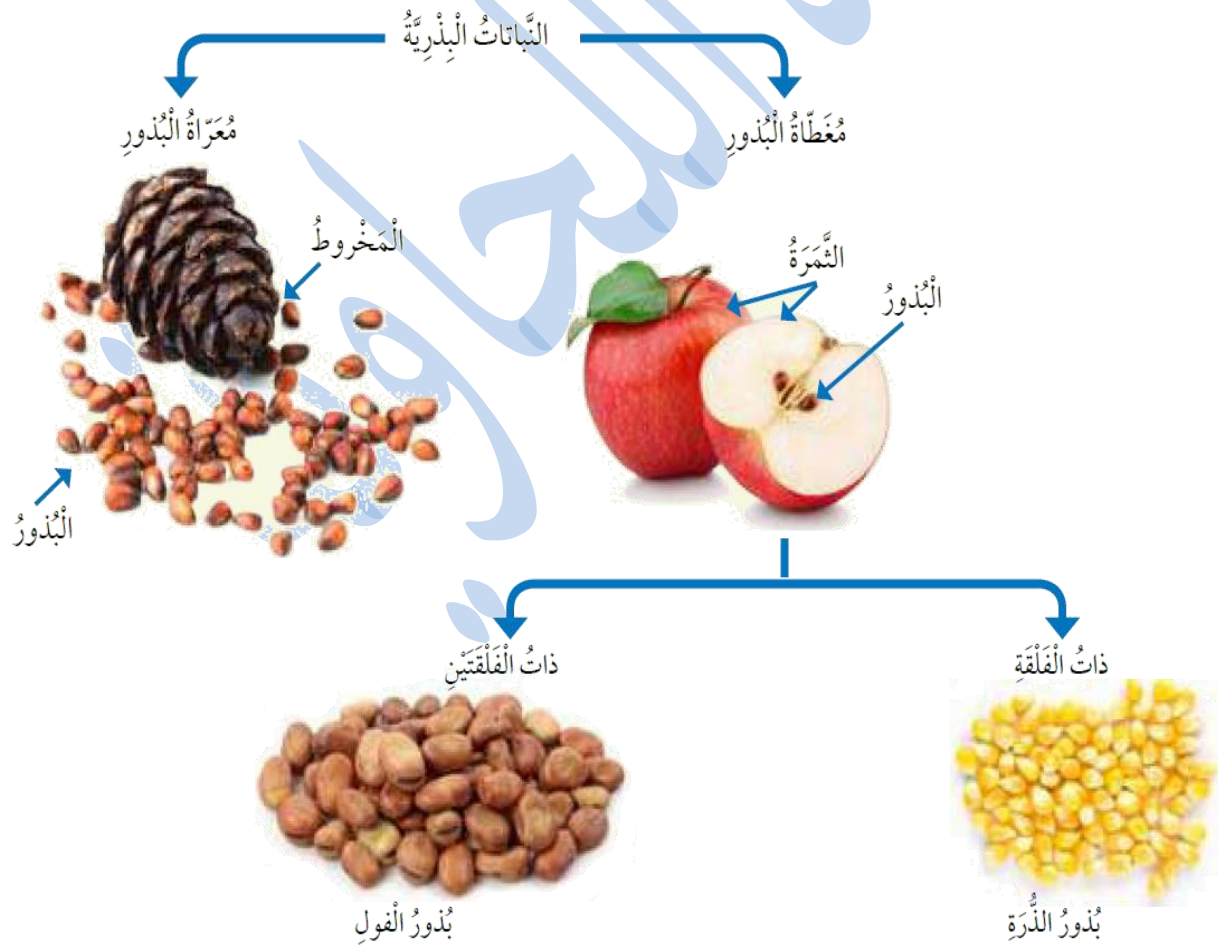 النَّباتاتُ الْبِذْرِيَّةُ
مُغَطّاةُ الْبُذورِ
مُعَرّاةُ الْبُذورِ
الثَّمَرَةُ
الْبُذورُ
الْمَخْروطُ
الْبُذورُ
ذاتُ الْفَلْقَةِ
ذاتُ الْفَلْقَتَيْنِ
بُذورُ الذُّرَةِ
بُذورُ الْفولِ